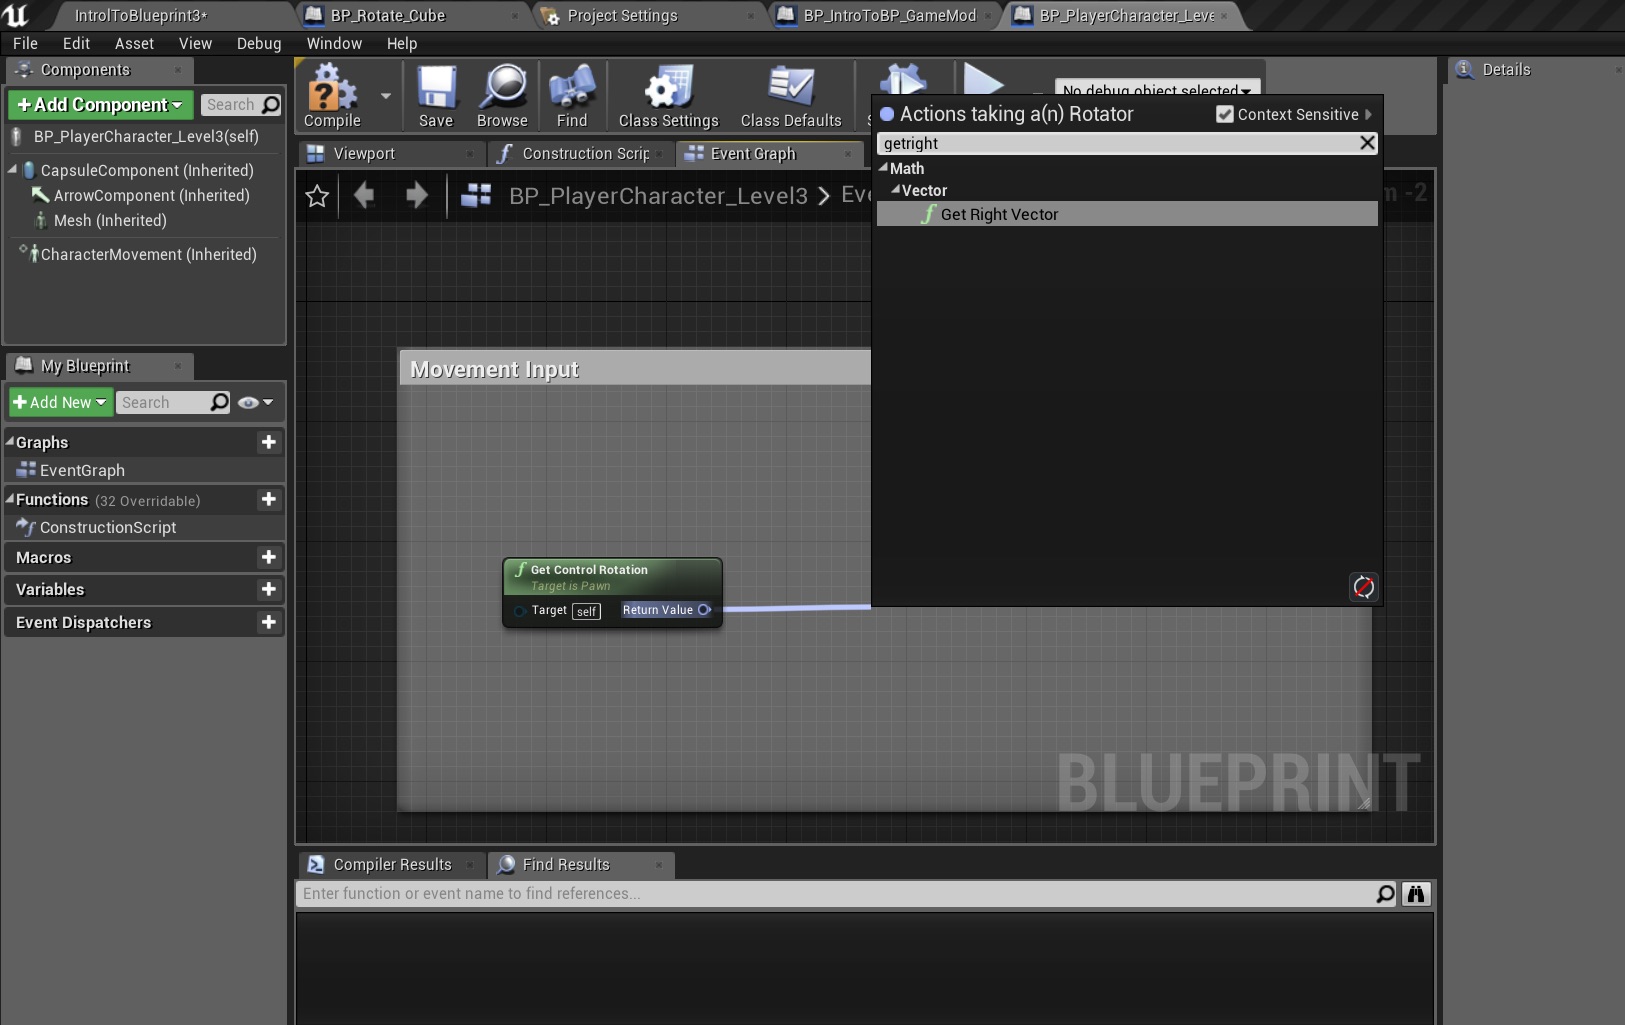 IntrolToBlueprint3*
BP_Rotate_Cube
Project Settings
BP_IntroToBP_GameMod
BP_PlayerCharacter_Leve
File Edit Asset View Debug Window Help
Components
+Add Component
Search
BP_PlayerCharacter_Level3(self)
CapsuleComponent (Inherited)
ArrowComponent (Inherited)
Mesh (Inherited)
CharacterMovement (Inherited)
My Blueprint
+Add New
Search
Graphs
EventGraph
Functions (32 Overridable)
ConstructionScript
Macros
Variables
Event Dispatchers
Compile
Save
Browse
Find
Class Settings
Class Defaults
No debug object selected
Viewport
Construction Scrip
Event Graph
BP_PlayerCharacter_Level3 > Eve
-2
Actions taking a(n) Rotator
Context Sensitive
getright
Math
Vector
Get Right Vector
Movement Input
Get Control Rotation
Target is Pawn
Target self Return Value
BLUEPRINT
Compiler Results
Find Results
Enter function or event name to find references...
Details